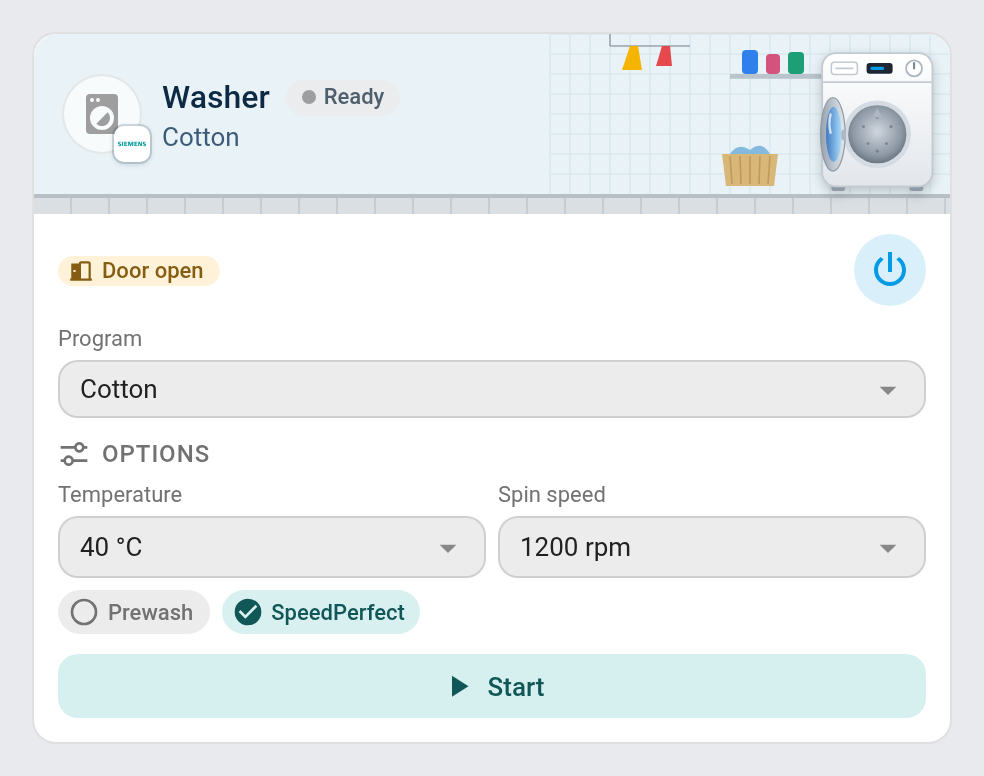 Washer
Ready
SIEMENS
Cotton
Door open
Program
Cotton
OPTIONS
Temperature
Spin speed
40 °C
1200 rpm
Prewash
SpeedPerfect
Start